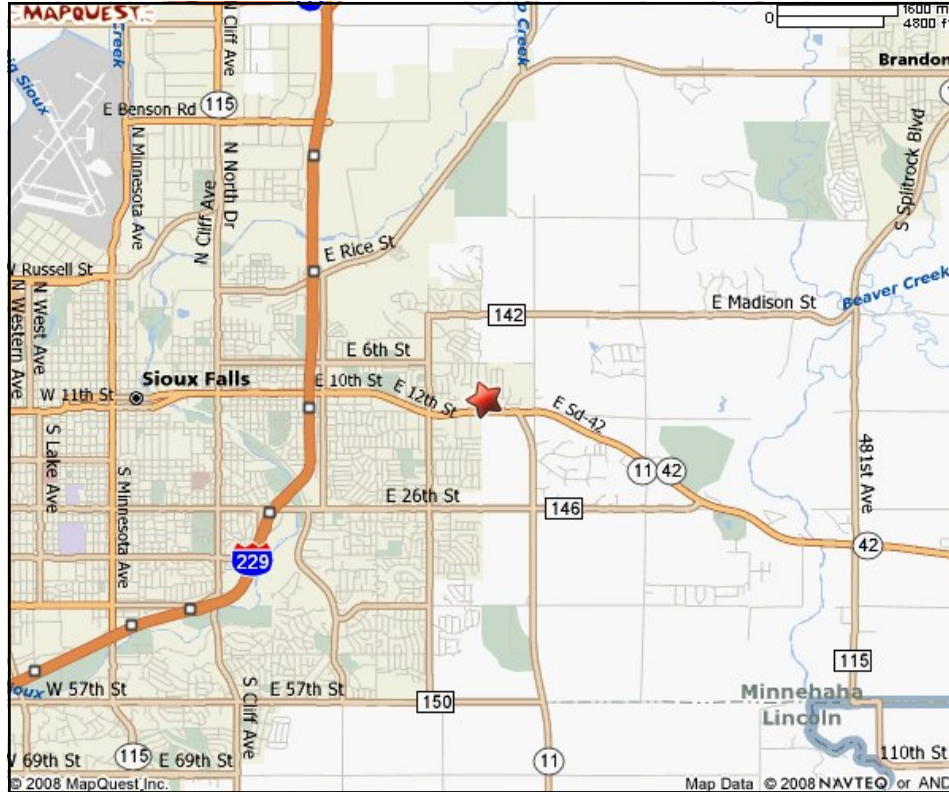 MAPQUEST
1600 m
4800 ft
0
Creek
N Cliff Ave
Creek
Brandon
Sioux
115
E Benson Rd
N Minnesota Ave
N North Dr
N Cliff Ave
S Splitrock Blvd
E Rice St
W Russell St
N West Ave
N Western Ave
Beaver Creek
E Madison St
142
E 6th St
Sioux Falls
E 10th St
E 12th St
W 11th St
E Sd-42
S Lake Ave
S Minnesota Ave
11
42
481st Ave
E 26th St
146
42
229
115
W 57th St
E 57th St
150
S Cliff Ave
Minnehaha
Lincoln
115
E 69th St
W 69th St
11
110th St
© 2008 MapQuest Inc.
Map Data © 2008 NAVTEQ or AND